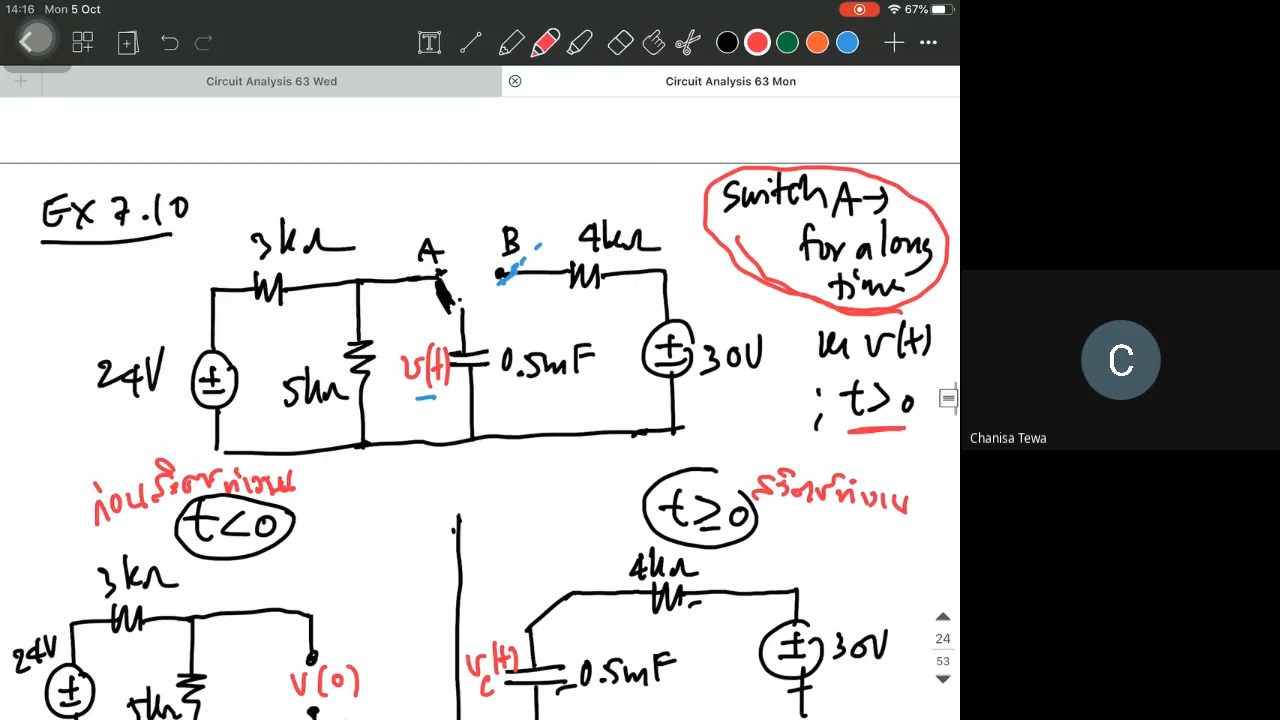 14:16 Mon 5 Oct
67%
Circuit Analysis 63 Wed
Circuit Analysis 63 Mon
EX 7.10
3kΩ
A
B
4kΩ
24V
5kΩ
v(t)
0.5mF
30V
Switch A→
for a long
time
หา v(t)
; t > 0
ก่อนสวิตช์ทำงาน
t < 0
t ≥ 0
สวิตช์ทำงาน
3kΩ
24V
5kΩ
v(0)
4kΩ
Vc(t)
0.5mF
30V
24
53
C
Chanisa Tewa